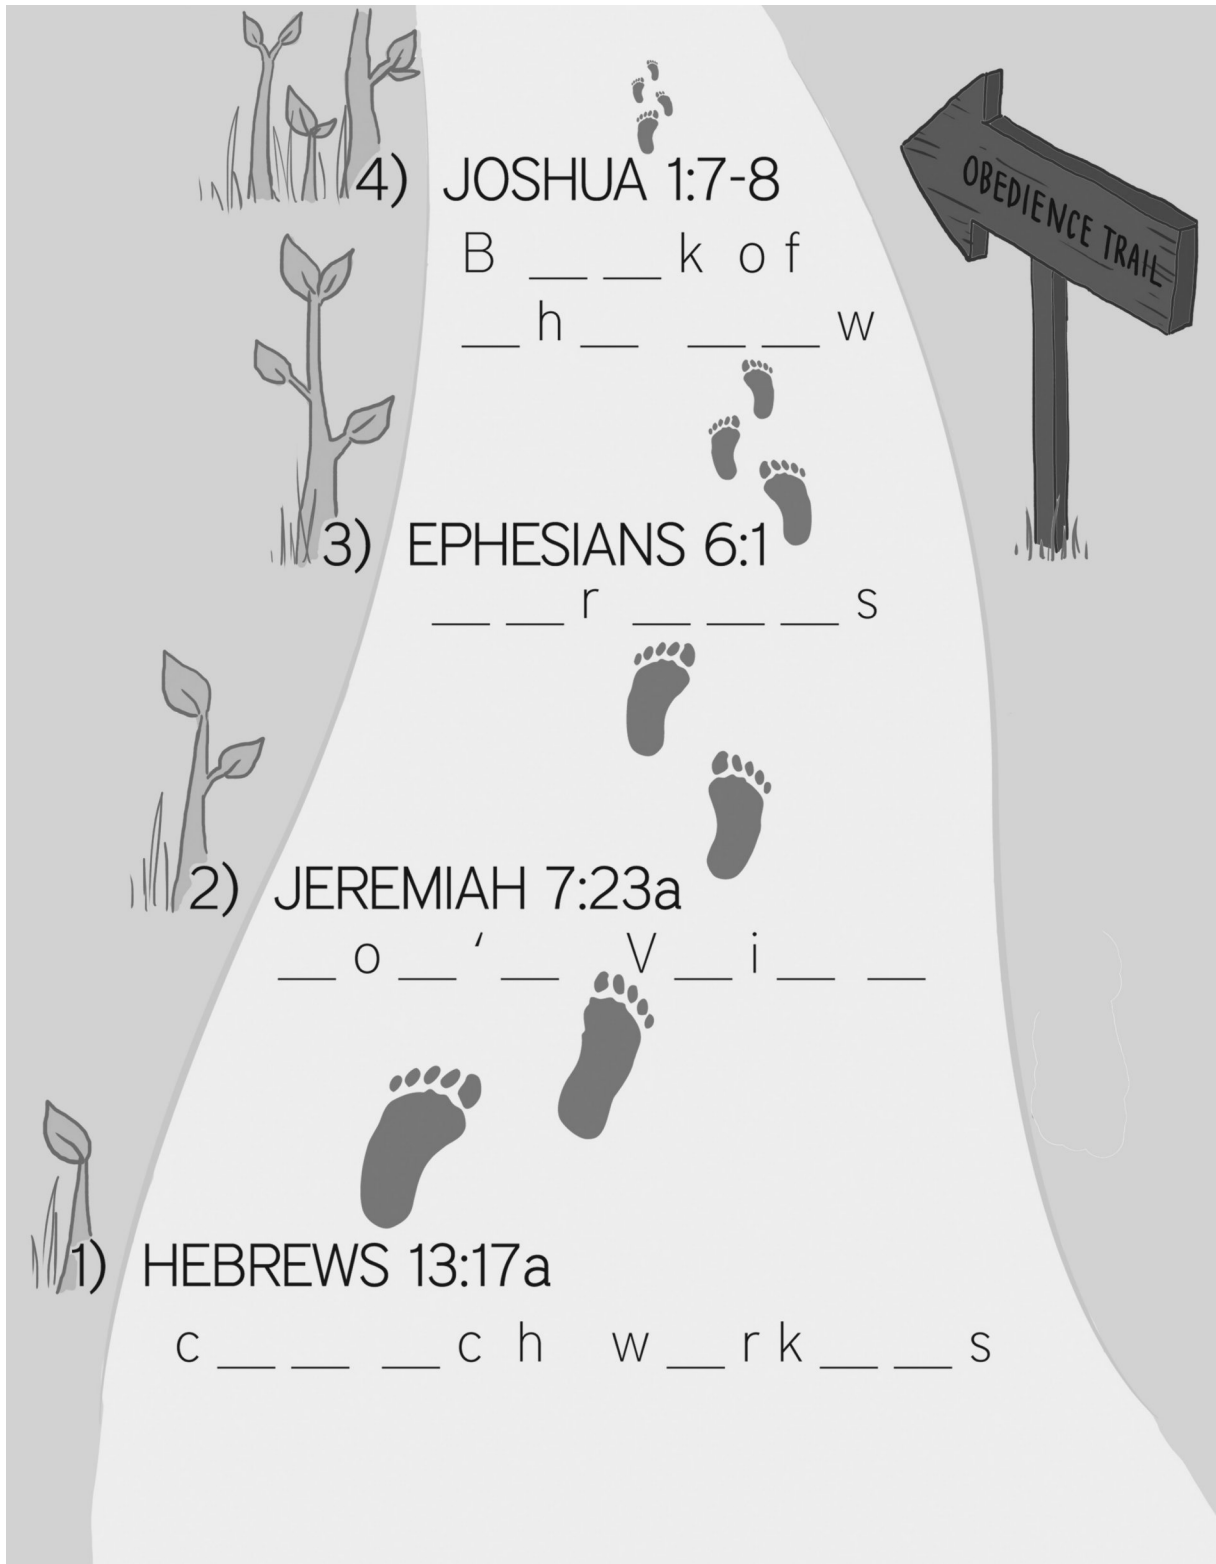 4) JOSHUA 1:7-8
B __ __ k o f
__ h __ __ __ w
OBEDIENCE TRAIL
3) EPHESIANS 6:1
__ __ r __ __ __ s
2) JEREMIAH 7:23a
__ o __ ‘ __ V __ i __ __
1) HEBREWS 13:17a
c __ __ __ c h w __ r k __ __ s